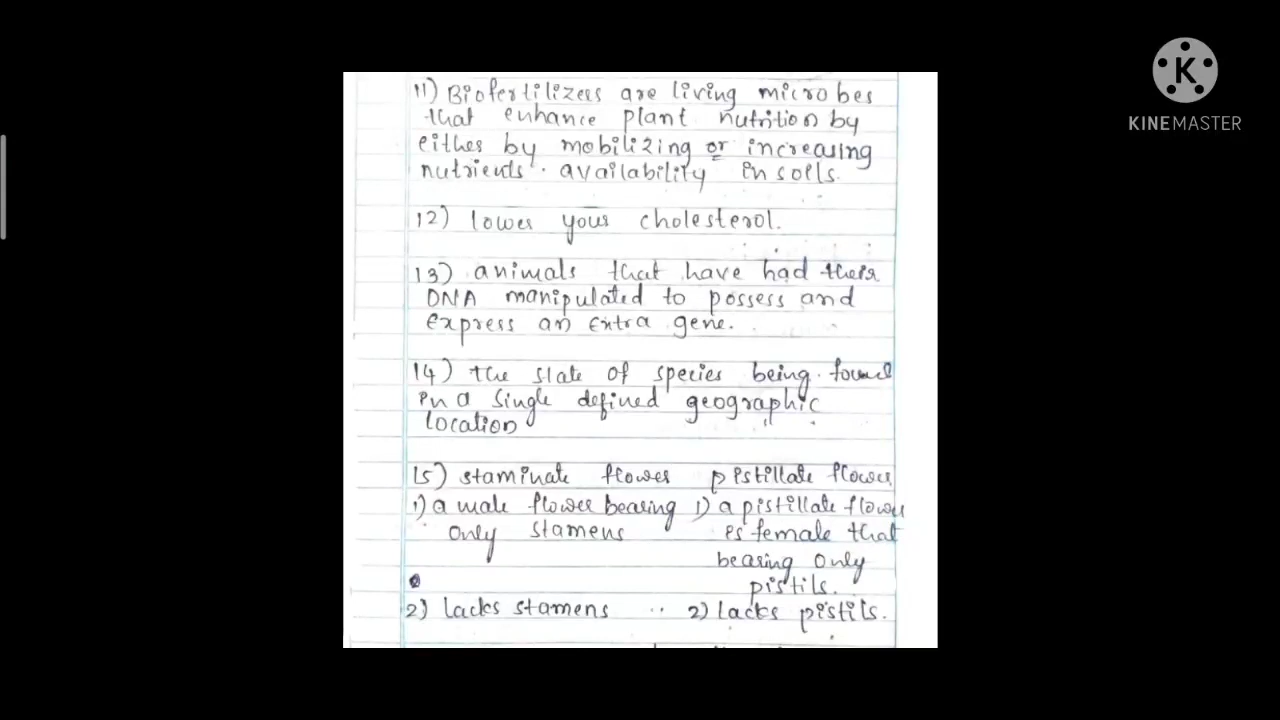 KINEMASTER
11) Biofertilizers are living microbes
that enhance plant nutrition by
either by mobilizing or increasing
nutrients. availability in soils.
12) lower your cholesterol.
13) animals that have had their
DNA manipulated to possess and
express an extra gene.
14) the state of species being found
in a single defined geographic
location
15) staminate flower pistillate flower
1) a male flower bearing 1) a pistillate flower
only stamens is female that
bearing only
pistils.
2) lacks stamens 2) lacks pistils.